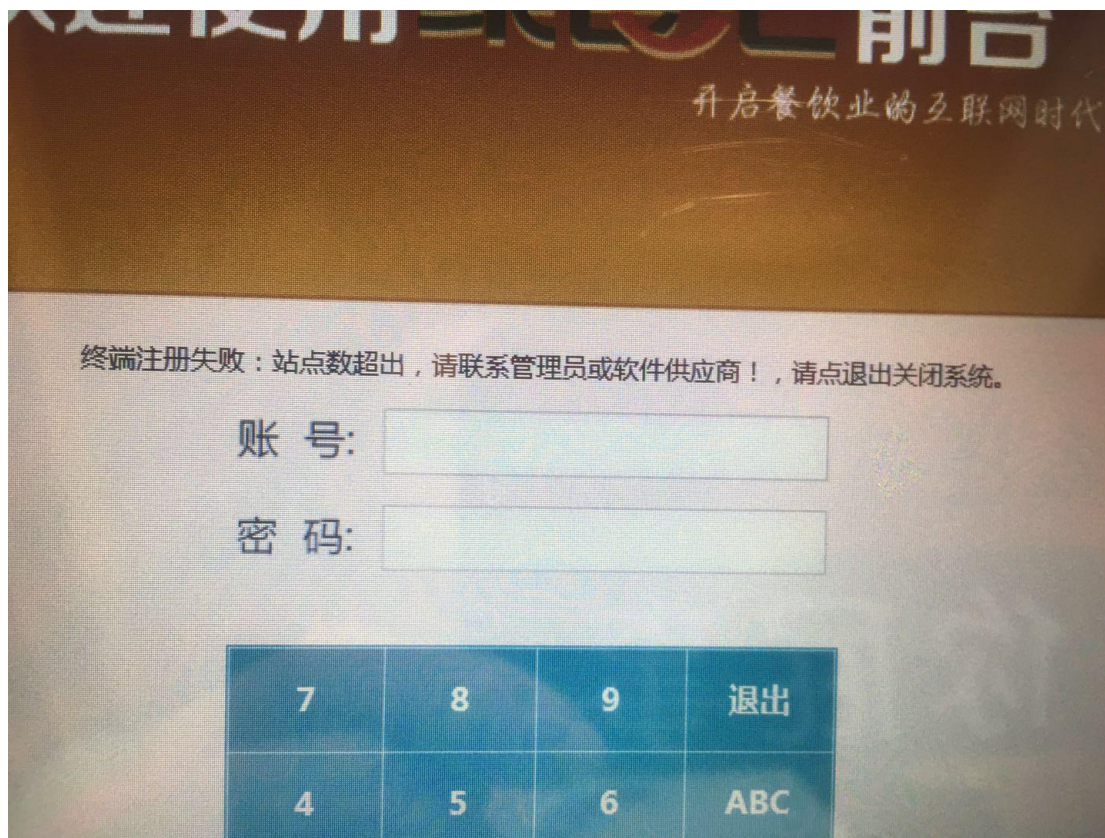 迎使用
前台
开启餐饮业的互联网时代
终端注册失败：站点数超出，请联系管理员或软件供应商！，请点退出关闭系统。
账 号:
密 码:
7 8 9 退出
4 5 6 ABC